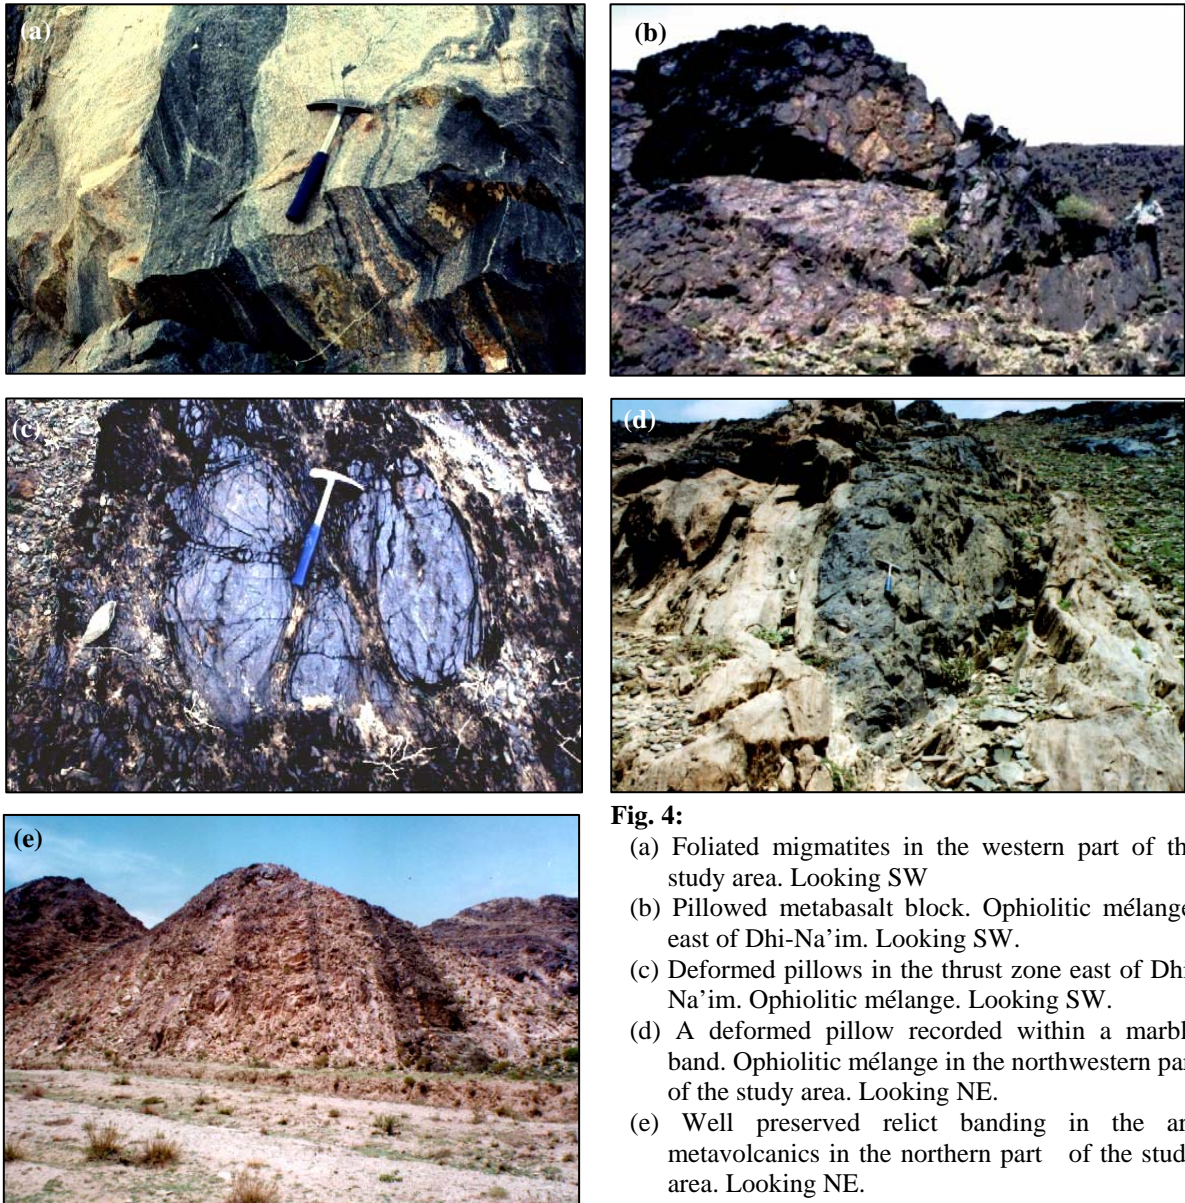 (a)
(b)
(c)
(d)
(e)
Fig. 4:
(a) Foliated migmatites in the western part of th
study area. Looking SW
(b) Pillowed metabasalt block. Ophiolitic mélange
east of Dhi-Na’im. Looking SW.
(c) Deformed pillows in the thrust zone east of Dh
Na’im. Ophiolitic mélange. Looking SW.
(d) A deformed pillow recorded within a marbl
band. Ophiolitic mélange in the northwestern par
of the study area. Looking NE.
(e) Well preserved relict banding in the ar
metavolcanics in the northern part of the stud
area. Looking NE.